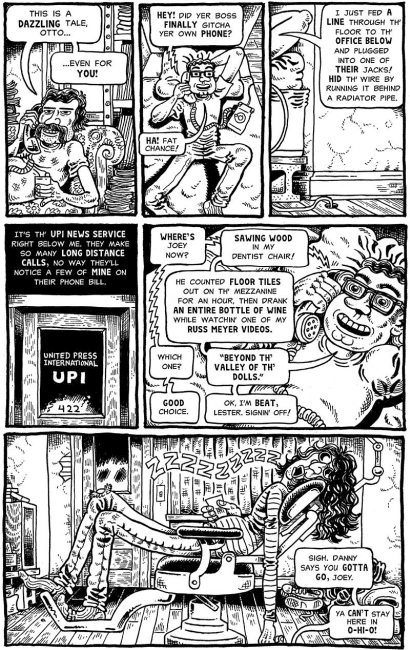 THIS IS A
DAZZLING TALE,
OTTO...
...EVEN FOR
YOU!
HEY! DID YER BOSS
FINALLY GITCHA
YER OWN PHONE?
HA! FAT
CHANCE!
I JUST FED A
LINE THROUGH TH'
FLOOR TO TH'
OFFICE BELOW
AND PLUGGED
INTO ONE OF
THEIR JACKS!
HID TH' WIRE BY
RUNNING IT BEHIND
A RADIATOR PIPE.
IT'S TH' UPI NEWS SERVICE
RIGHT BELOW ME. THEY MAKE
SO MANY LONG DISTANCE
CALLS, NO WAY THEY'LL
NOTICE A FEW OF MINE ON
THEIR PHONE BILL.
UNITED PRESS
INTERNATIONAL
UPI
422
WHERE'S
JOEY
NOW?
SAWING WOOD
IN MY
DENTIST CHAIR!
HE COUNTED FLOOR TILES
OUT ON TH' MEZZANINE
FOR AN HOUR, THEN DRANK
AN ENTIRE BOTTLE OF WINE
WHILE WATCHIN' ONE OF MY
RUSS MEYER VIDEOS.
WHICH
ONE?
"BEYOND TH'
VALLEY OF TH'
DOLLS."
GOOD
CHOICE.
OK, I'M BEAT,
LESTER. SIGNIN' OFF!
ZZZZZZZZZZ
SIGH. DANNY
SAYS YOU GOTTA
GO, JOEY.
YA CAN'T STAY
HERE IN
O-HI-O!